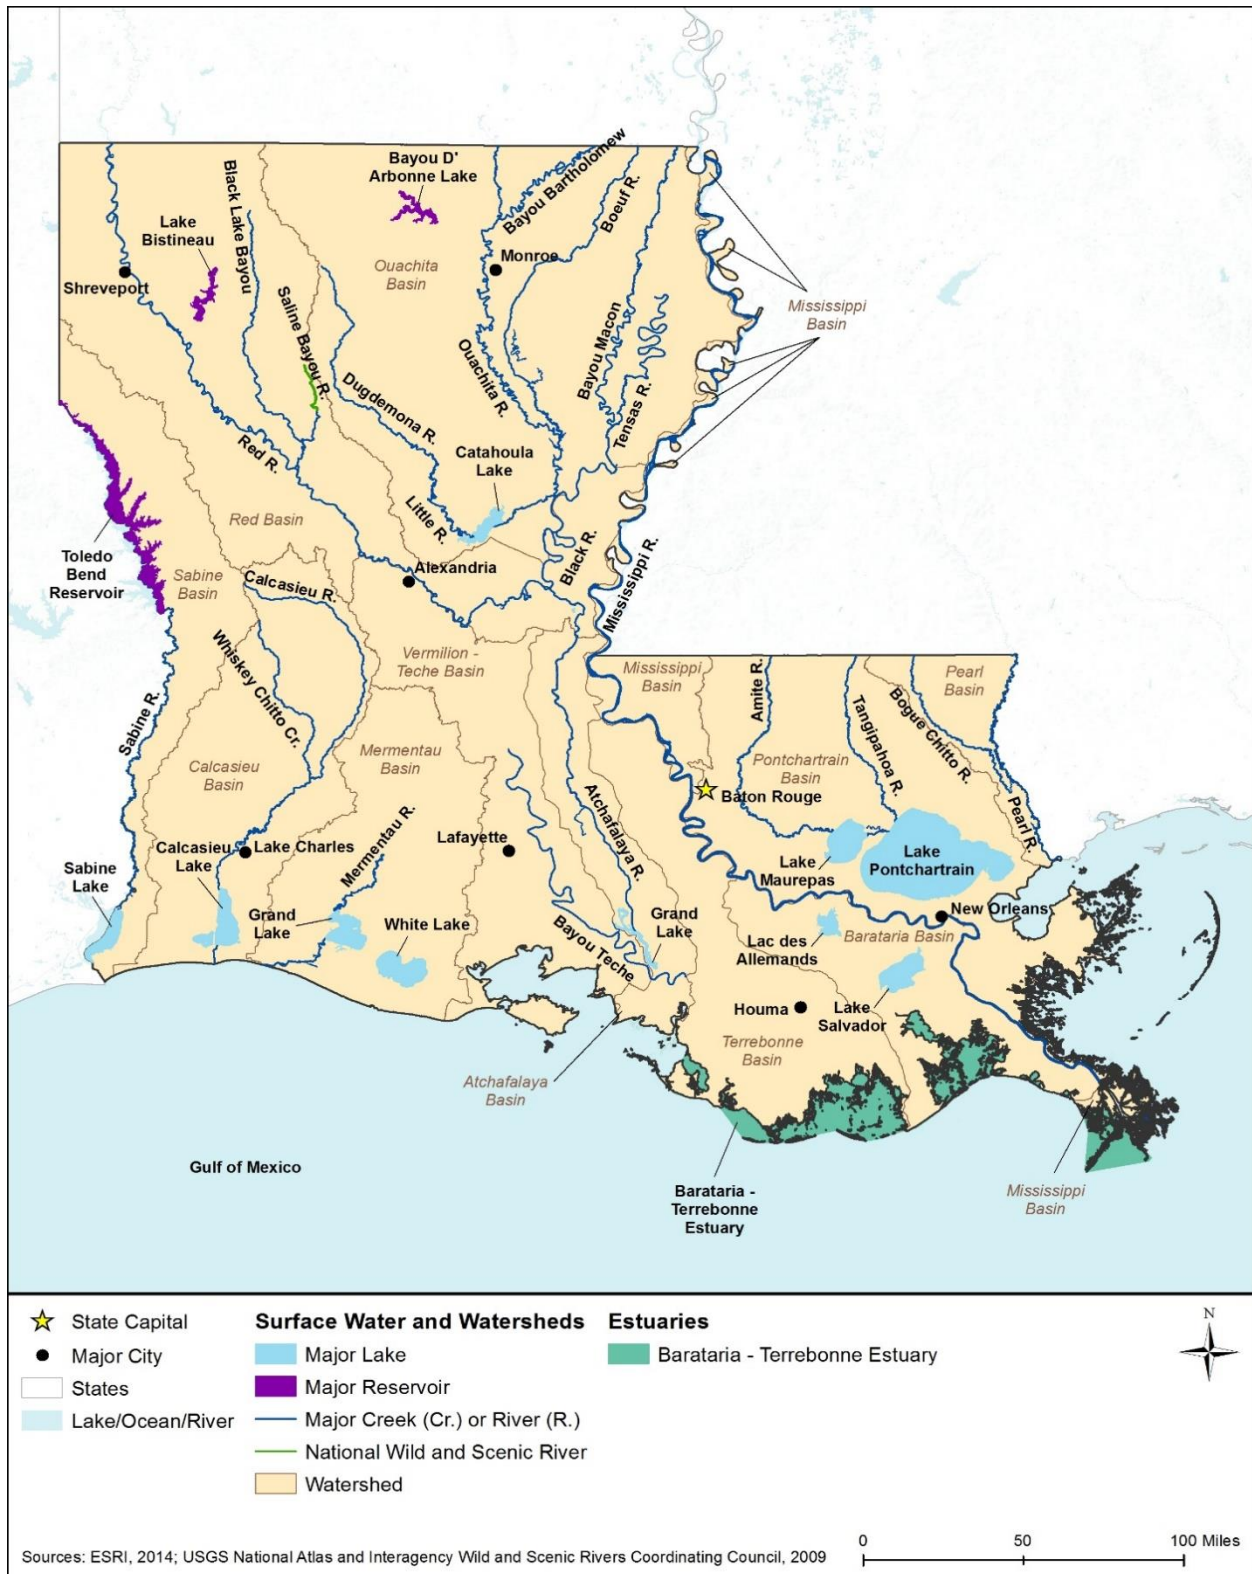 Bayou D'
Arbonne Lake
Bayou Bartholomew
Black Lake Bayou
Boeuf R.
Lake
Bistineau
Ouachita
Basin
Monroe
Shreveport
Saline Bayou R.
Mississippi
Basin
Bayou Macon
Ouachita R.
Dugdemona R.
Tensas R.
Red R.
Catahoula
Lake
Red Basin
Little R.
Black R.
Mississippi R.
Toledo
Bend
Reservoir
Sabine
Basin
Calcasieu R.
Alexandria
Whiskey Chitto Cr.
Vermilion -
Teche Basin
Mississippi
Basin
Amite R.
Pearl
Basin
Sabine R.
Bogue Chitto R.
Tangipahoa R.
Calcasieu
Basin
Mermentau
Basin
Pontchartrain
Basin
Baton Rouge
Atchafalaya R.
Pearl R.
Mermentau R.
Lafayette
Calcasieu
Lake
Lake Charles
Lake
Maurepas
Lake
Pontchartrain
Sabine
Lake
Grand
Lake
White Lake
Grand
Lake
New Orleans
Bayou Teche
Lac des
Allemands
Barataria Basin
Houma
Lake
Salvador
Terrebonne
Basin
Atchafalaya
Basin
Gulf of Mexico
Barataria -
Terrebonne
Estuary
Mississippi
Basin
State Capital
Major City
States
Lake/Ocean/River
Surface Water and Watersheds
Major Lake
Major Reservoir
Major Creek (Cr.) or River (R.)
National Wild and Scenic River
Watershed
Estuaries
Barataria - Terrebonne Estuary
N
0 50 100 Miles
Sources: ESRI, 2014; USGS National Atlas and Interagency Wild and Scenic Rivers Coordinating Council, 2009